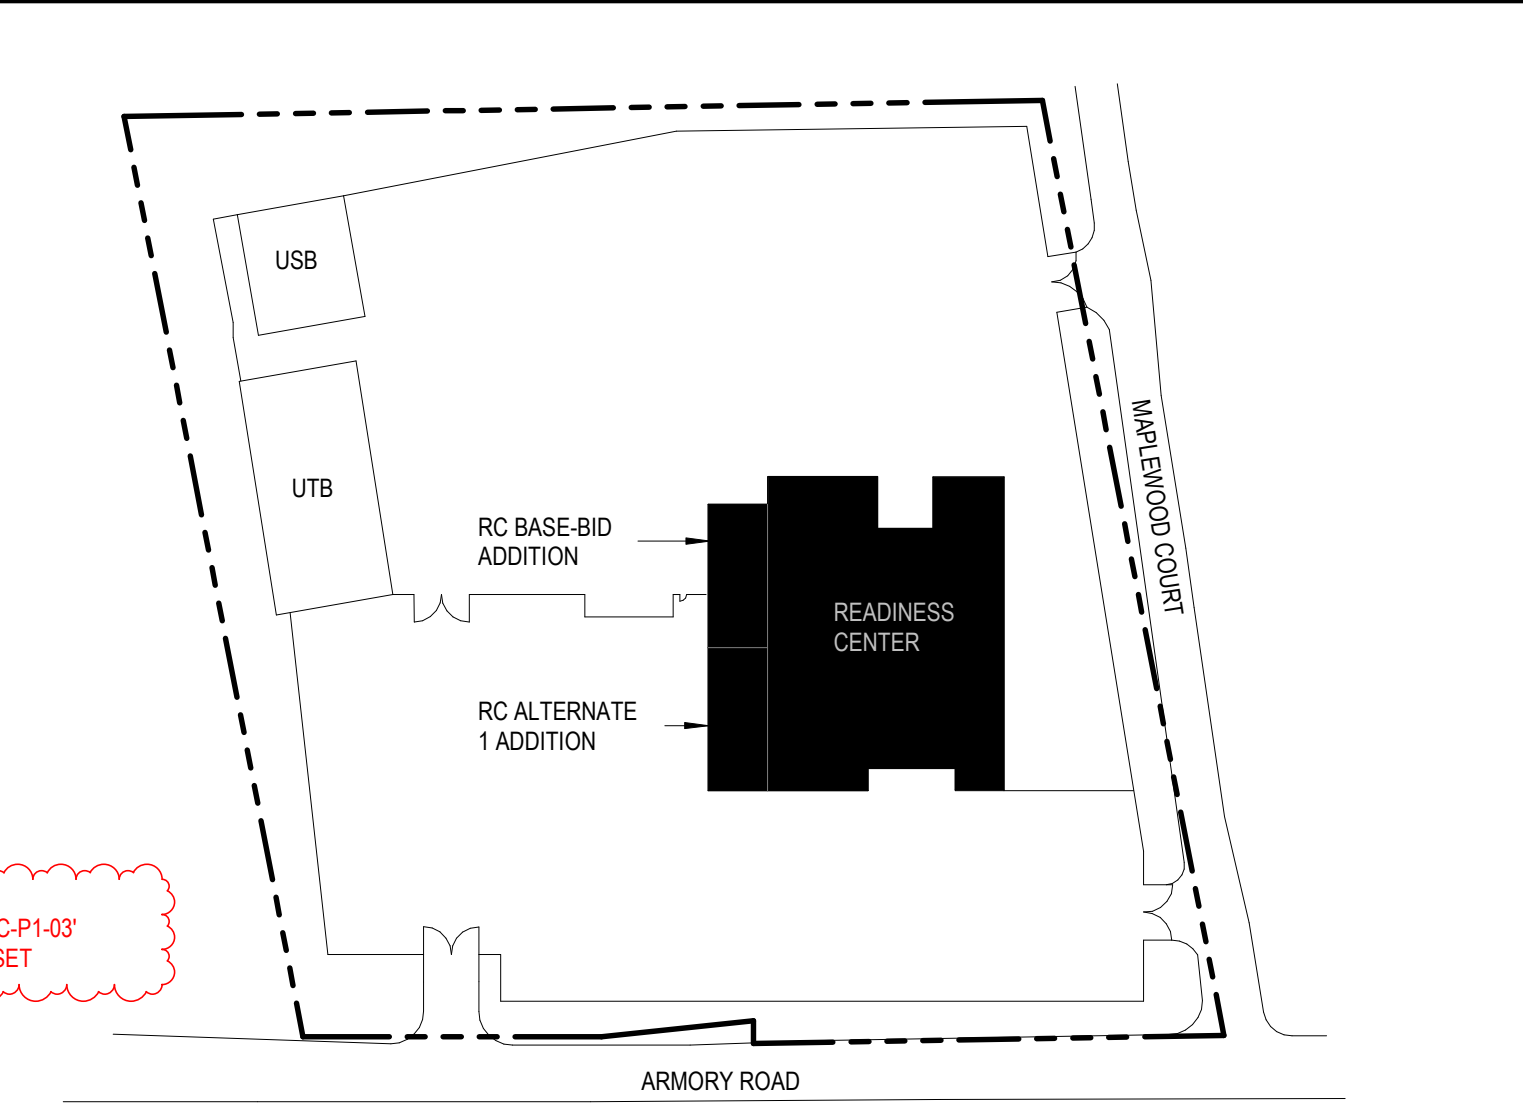 USB
UTB
MAPLEWOOD COURT
RC BASE-BID
ADDITION
READINESS
CENTER
RC ALTERNATE
1 ADDITION
C-P1-03'
SET
ARMORY ROAD